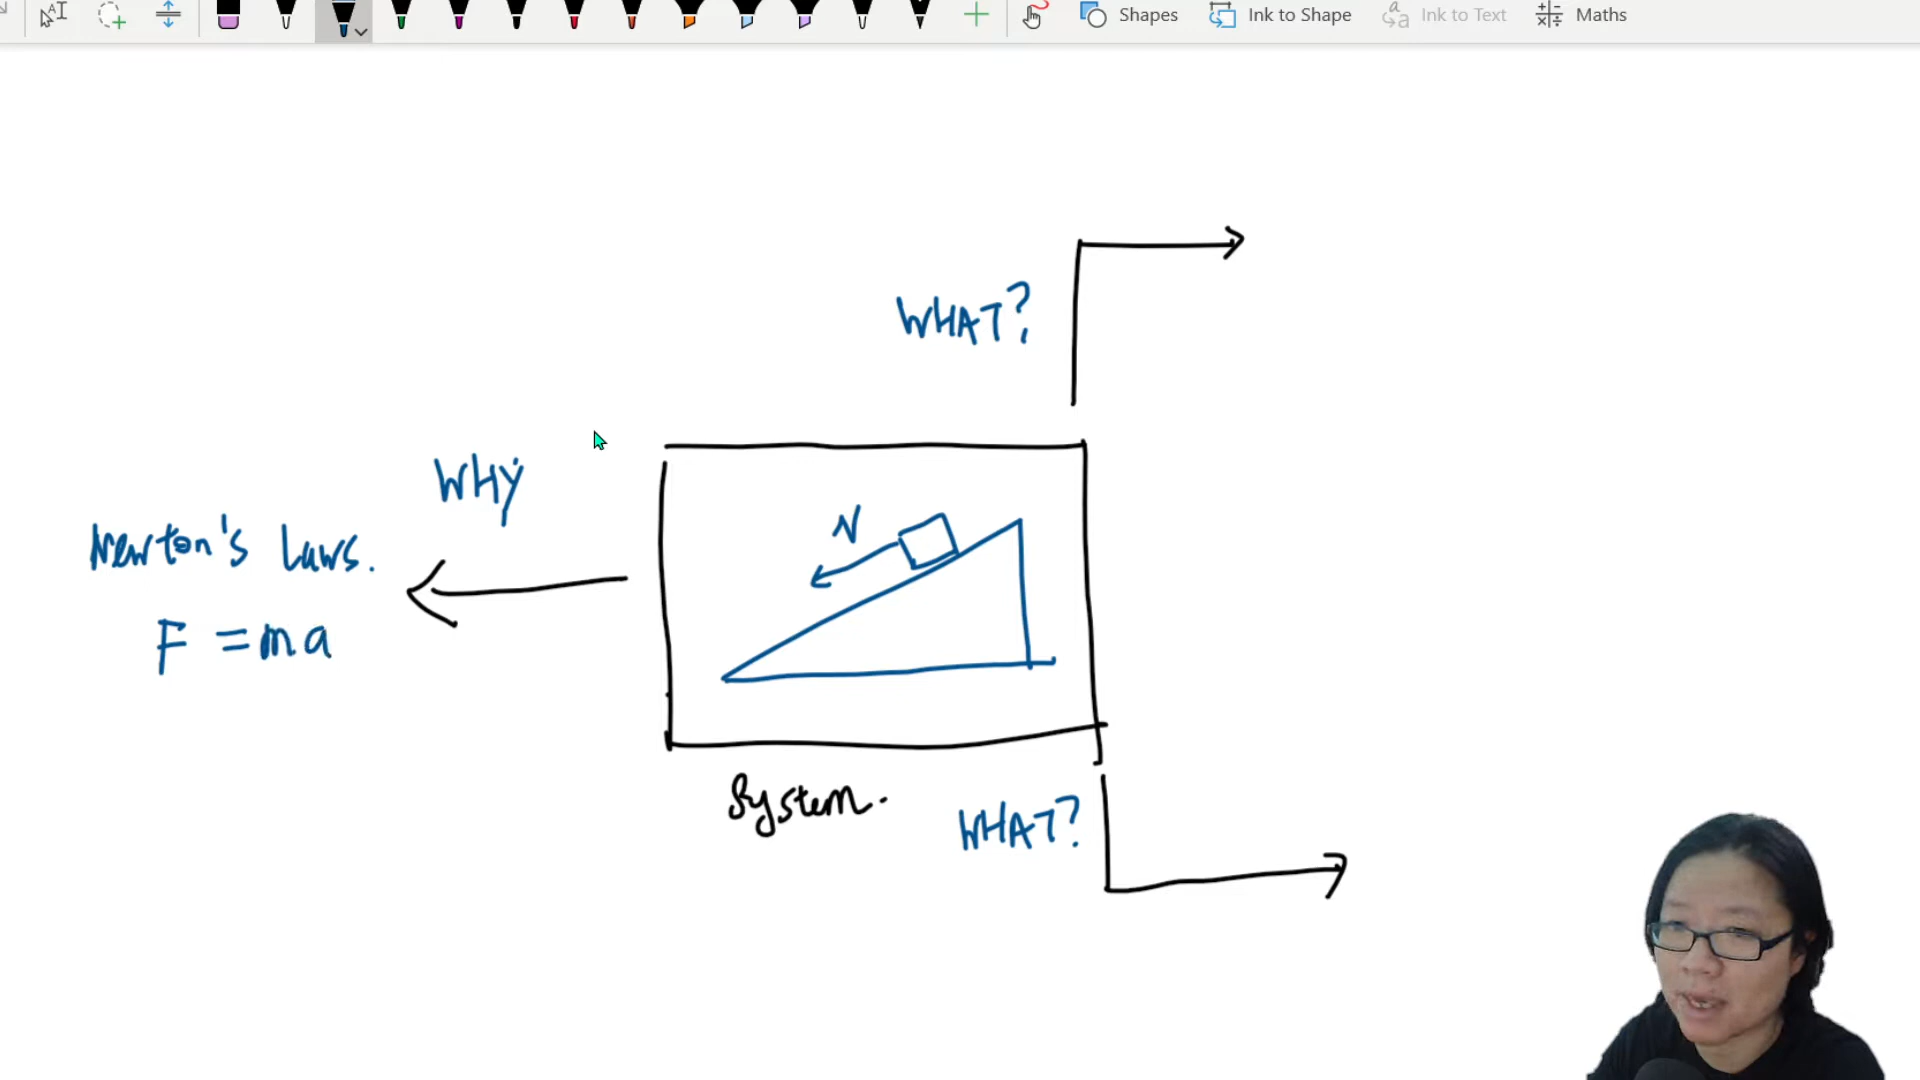 Shapes
Ink to Shape
Ink to Text
Maths
WHAT?
WHY
Newton's Laws.
F = ma
N
System.
WHAT?